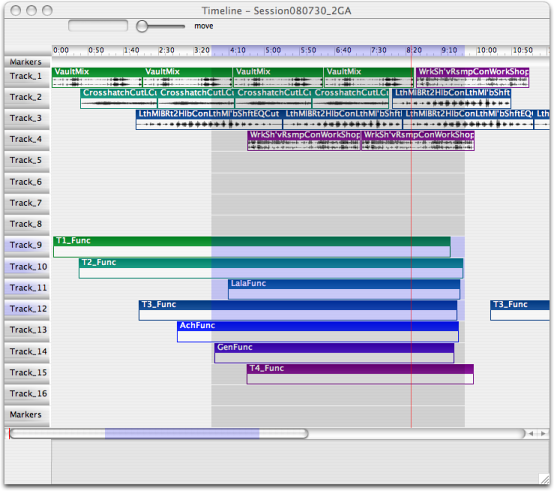 Timeline - Session080730_2GA
move
0:00 0:50 1:40 2:30 3:20 4:10 5:00 5:50 6:40 7:30 8:20 9:10 10:00 10:50
Markers
Track_1 VaultMix VaultMix VaultMix VaultMix WrkSh'vRsmpConWorkShop
Track_2 CrosshatchCutLCu CrosshatchCutLCu CrosshatchCutLCu CrosshatchCutLCu LthMlBRt2HlbConLthMl'bShft
Track_3 LthMlBRt2HlbConLthMl'bShftEQCut LthMlBRt2HlbConLthMl'bShft LthMlBRt2HlbConLthMl'bShftEQ LthM
Track_4 WrkSh'vRsmpConWorkShop WrkSh'vRsmpConWorkShop
Track_5
Track_6
Track_7
Track_8
Track_9 T1_Func
Track_10 T2_Func
Track_11 LalaFunc
Track_12 T3_Func T3_Func
Track_13 AchFunc
Track_14 GenFunc
Track_15 T4_Func
Track_16
Markers